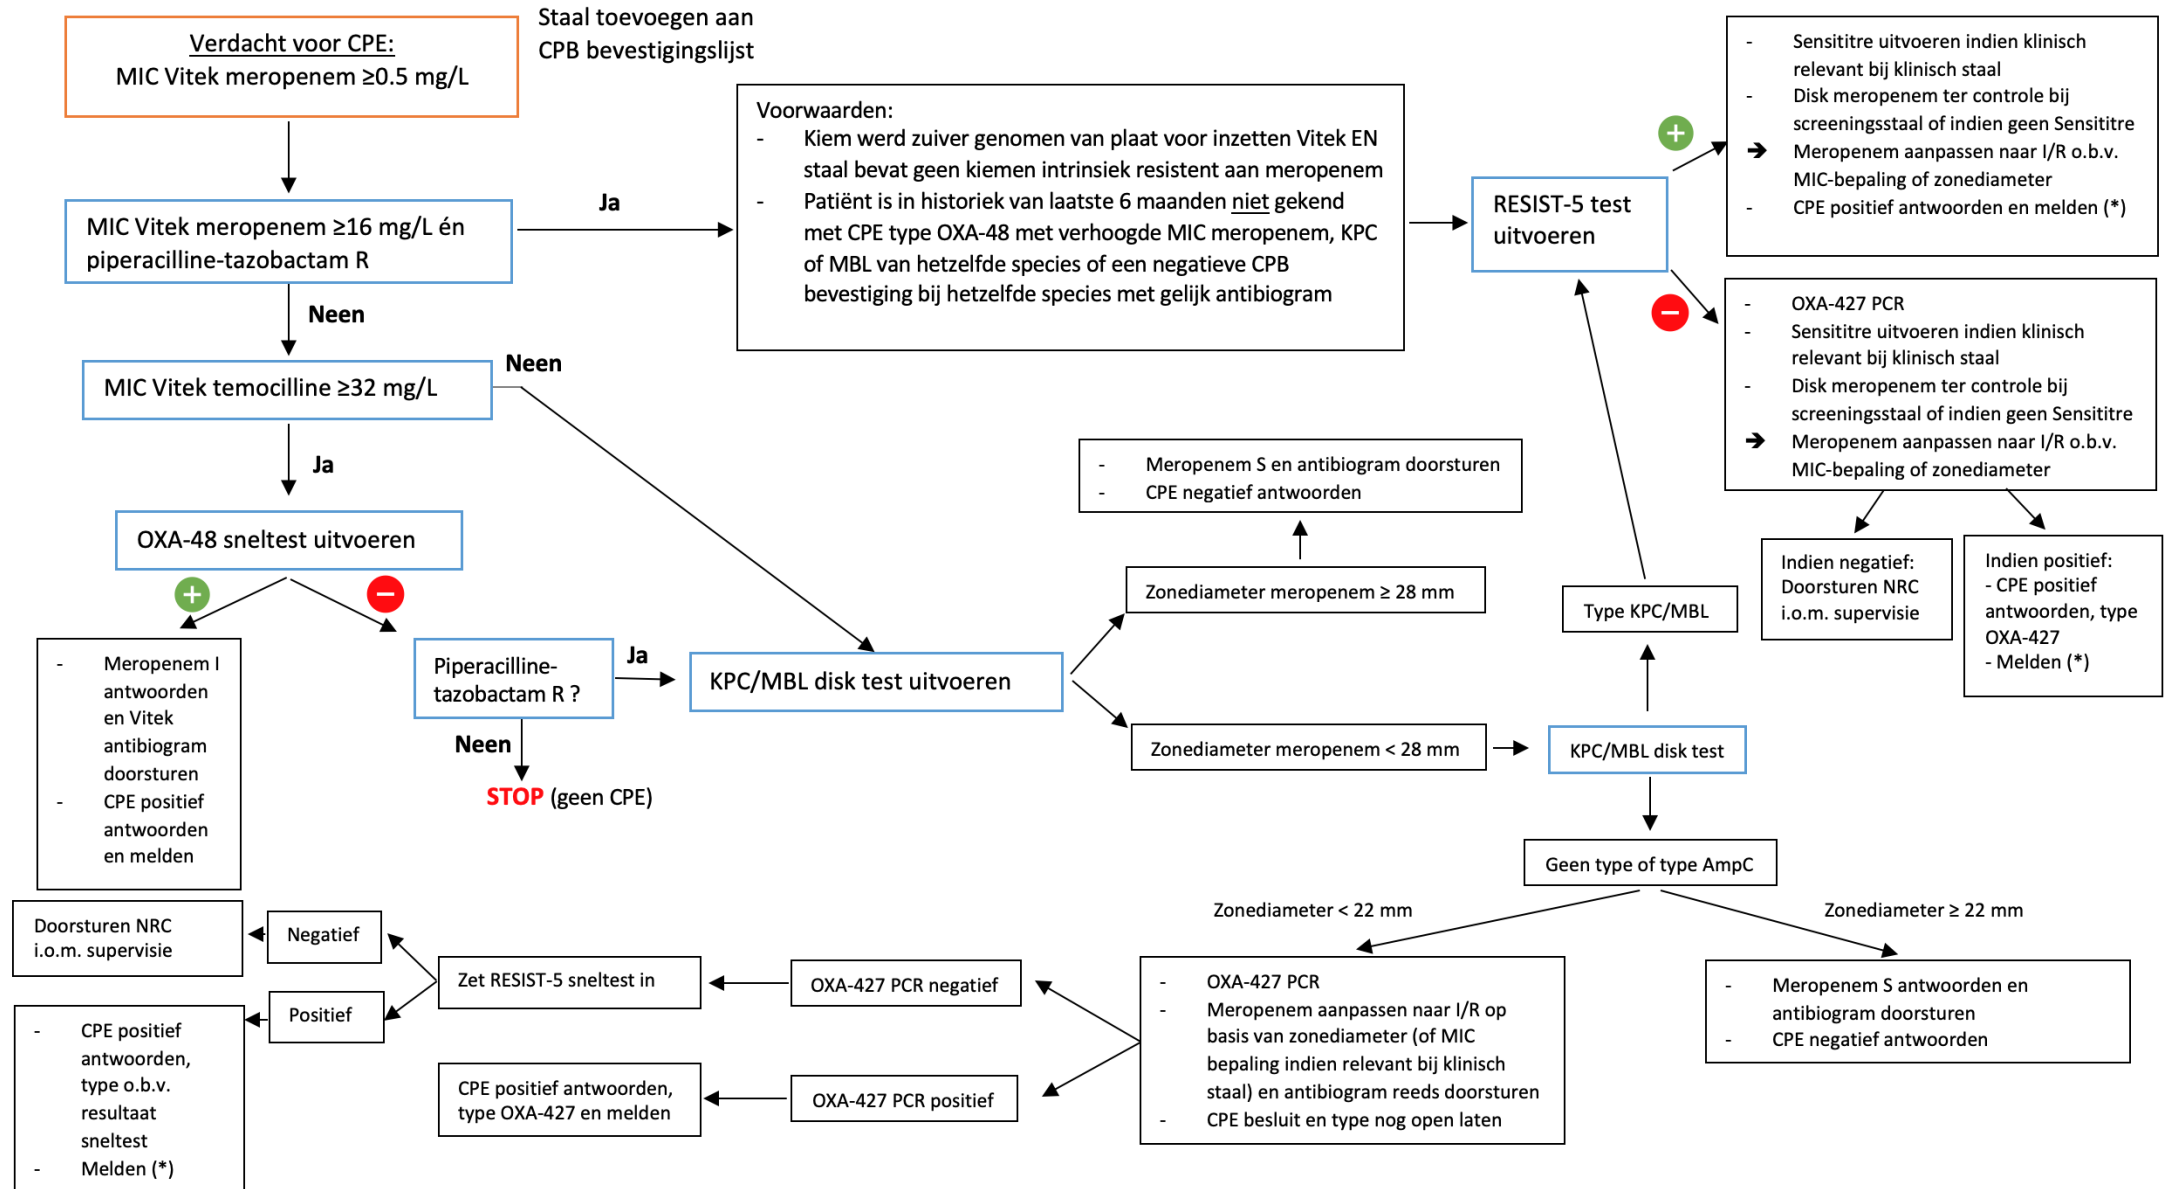 Verdacht voor CPE:
MIC Vitek meropenem ≥0.5 mg/L
Staal toevoegen aan
CPB bevestigingslijst
MIC Vitek meropenem ≥16 mg/L én
piperacilline-tazobactam R
Ja
Neen
Voorwaarden:
- Kiem werd zuiver genomen van plaat voor inzetten Vitek EN
staal bevat geen kiemen intrinsiek resistent aan meropenem
- Patiënt is in historiek van laatste 6 maanden niet gekend
met CPE type OXA-48 met verhoogde MIC meropenem, KPC
of MBL van hetzelfde species of een negatieve CPB
bevestiging bij hetzelfde species met gelijk antibiogram
RESIST-5 test
uitvoeren
+
- Sensititre uitvoeren indien klinisch
relevant bij klinisch staal
- Disk meropenem ter controle bij
screeningsstaal of indien geen Sensititre
➔ Meropenem aanpassen naar I/R o.b.v.
MIC-bepaling of zonediameter
- CPE positief antwoorden en melden (*)
−
- OXA-427 PCR
- Sensititre uitvoeren indien klinisch
relevant bij klinisch staal
- Disk meropenem ter controle bij
screeningsstaal of indien geen Sensititre
➔ Meropenem aanpassen naar I/R o.b.v.
MIC-bepaling of zonediameter
Indien negatief:
Doorsturen NRC
i.o.m. supervisie
Indien positief:
- CPE positief
antwoorden, type
OXA-427
- Melden (*)
MIC Vitek temocilline ≥32 mg/L
Neen
Ja
OXA-48 sneltest uitvoeren
+
−
- Meropenem I
antwoorden
en Vitek
antibiogram
doorsturen
- CPE positief
antwoorden
en melden
Piperacilline-
tazobactam R ?
Ja
Neen
STOP (geen CPE)
KPC/MBL disk test uitvoeren
Zonediameter meropenem ≥ 28 mm
- Meropenem S en antibiogram doorsturen
- CPE negatief antwoorden
Zonediameter meropenem < 28 mm
KPC/MBL disk test
Type KPC/MBL
Geen type of type AmpC
Zonediameter < 22 mm
Zonediameter ≥ 22 mm
- Meropenem S antwoorden en
antibiogram doorsturen
- CPE negatief antwoorden
- OXA-427 PCR
- Meropenem aanpassen naar I/R op
basis van zonediameter (of MIC
bepaling indien relevant bij klinisch
staal) en antibiogram reeds doorsturen
- CPE besluit en type nog open laten
OXA-427 PCR negatief
Zet RESIST-5 sneltest in
Negatief
Doorsturen NRC
i.o.m. supervisie
Positief
- CPE positief
antwoorden,
type o.b.v.
resultaat
sneltest
- Melden (*)
OXA-427 PCR positief
CPE positief antwoorden,
type OXA-427 en melden